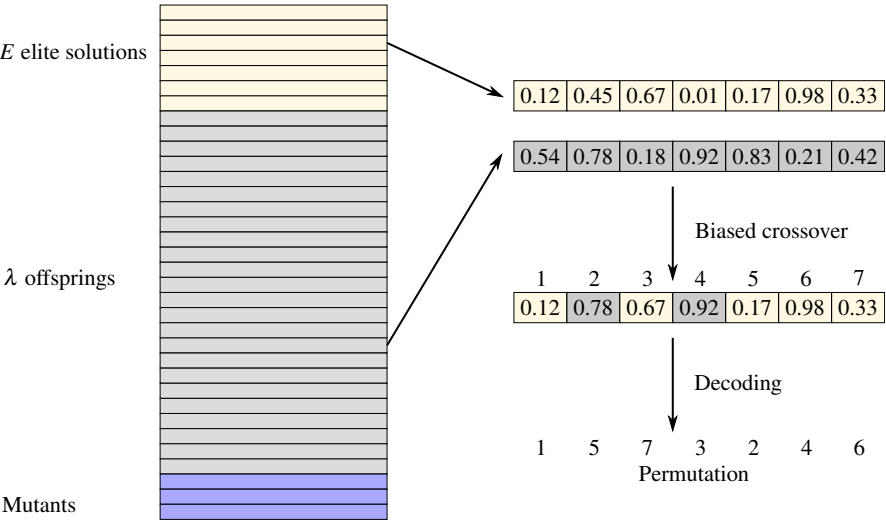 E elite solutions
0.12 0.45 0.67 0.01 0.17 0.98 0.33
0.54 0.78 0.18 0.92 0.83 0.21 0.42
Biased crossover
λ offsprings
1 2 3 4 5 6 7
0.12 0.78 0.67 0.92 0.17 0.98 0.33
Decoding
1 5 7 3 2 4 6
Permutation
Mutants